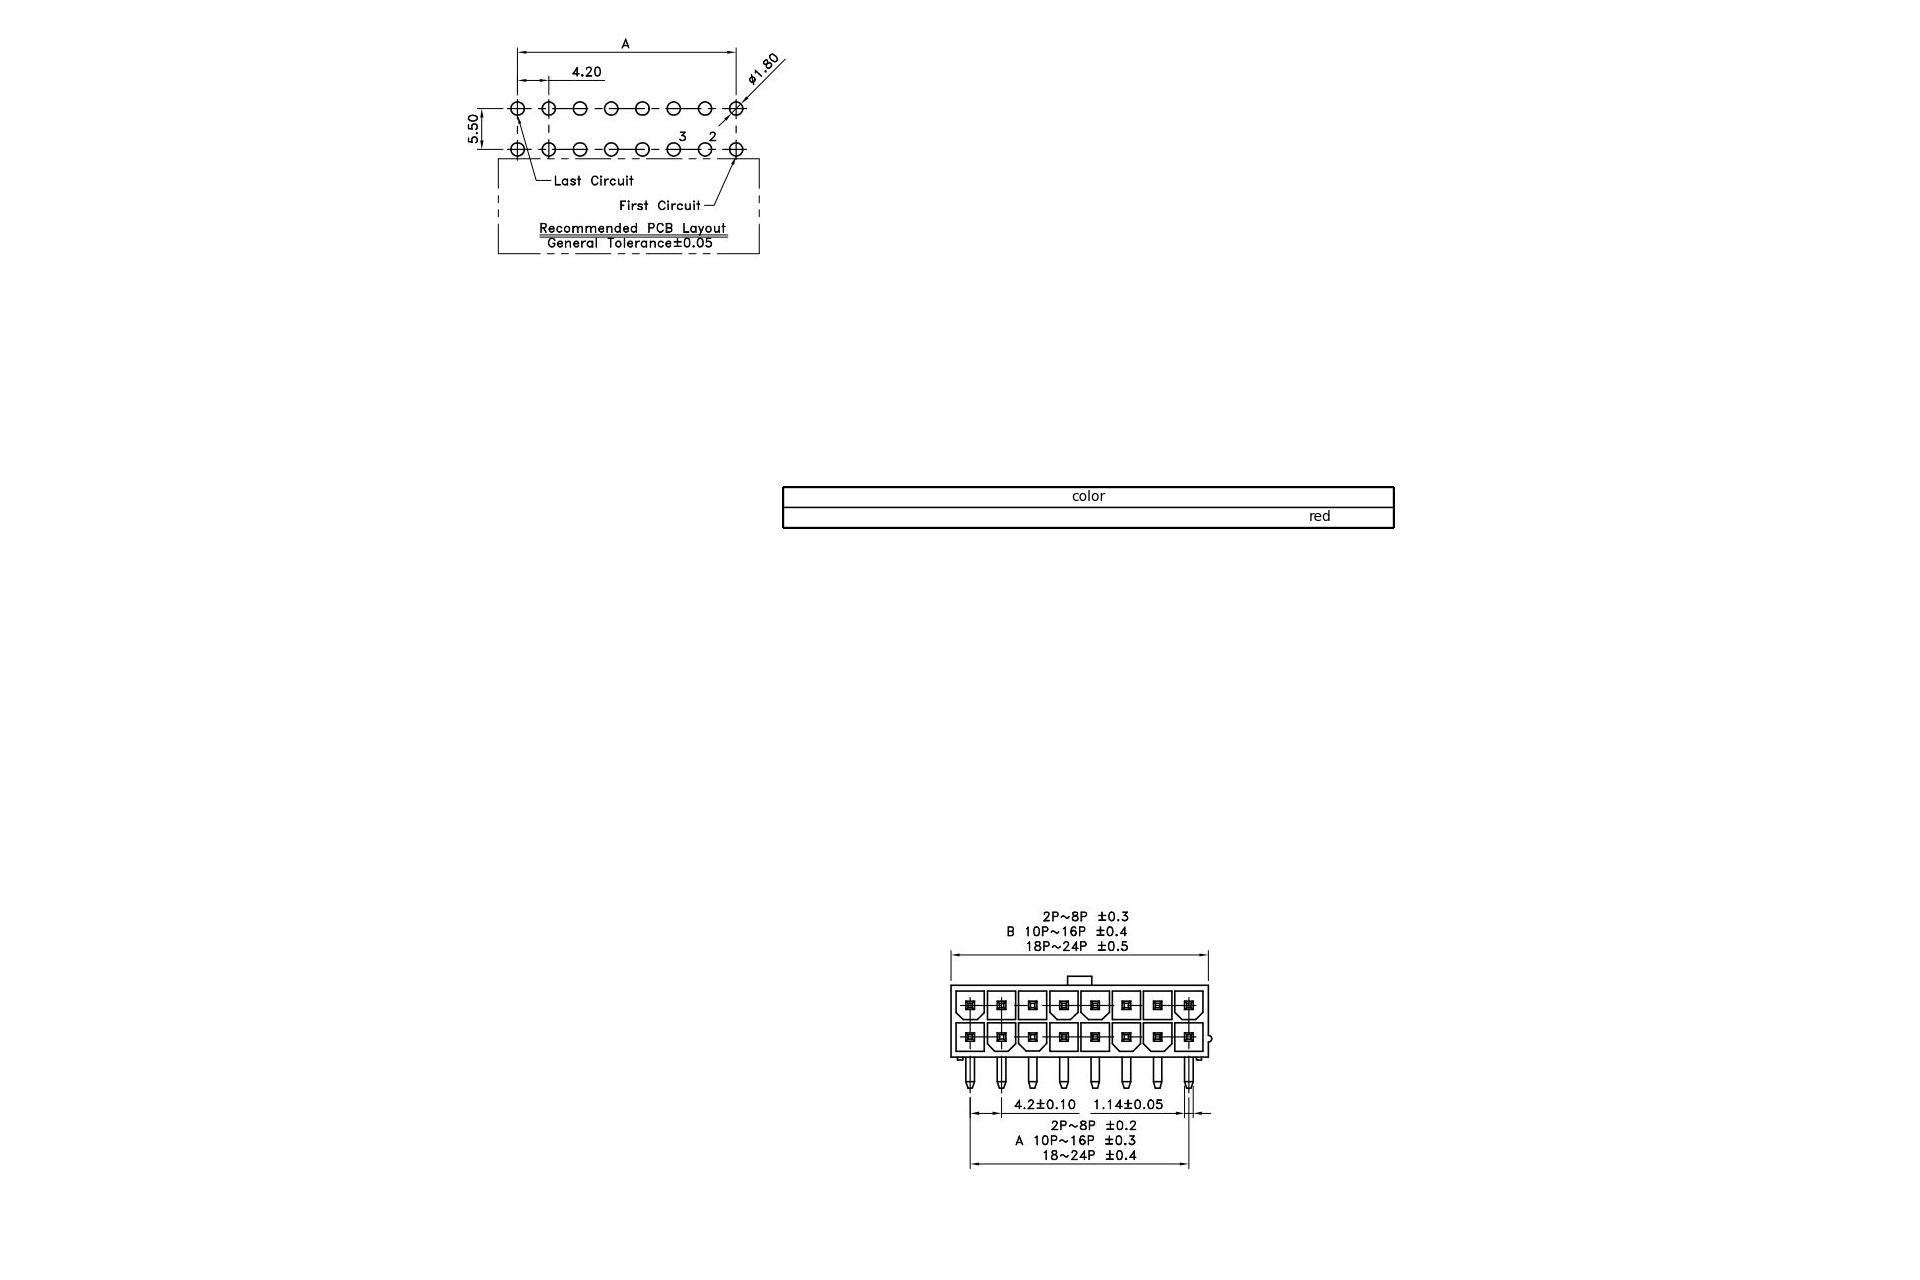 A
4.20
ø1.80
5.50
3 2
Last Circuit
First Circuit
Recommended PCB Layout
General Tolerance±0.05
color
red
2P~8P ±0.3
B 10P~16P ±0.4
18P~24P ±0.5
4.2±0.10 1.14±0.05
2P~8P ±0.2
A 10P~16P ±0.3
18~24P ±0.4